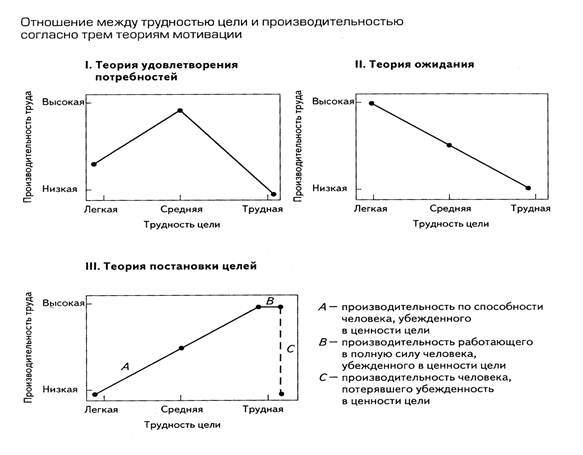 Отношение между трудностью цели и производительностью
согласно трем теориям мотивации
I. Теория удовлетворения
потребностей
Производительность труда
Высокая
Низкая
Легкая Средняя Трудная
Трудность цели
II. Теория ожидания
Производительность труда
Высокая
Низкая
Легкая Средняя Трудная
Трудность цели
III. Теория постановки целей
Производительность труда
Высокая
Низкая
A
B
C
Легкая Средняя Трудная
Трудность цели
A — производительность по способности
человека, убежденного
в ценности цели
B — производительность работающего
в полную силу человека,
убежденного в ценности цели
C — производительность человека,
потерявшего убежденность
в ценности цели